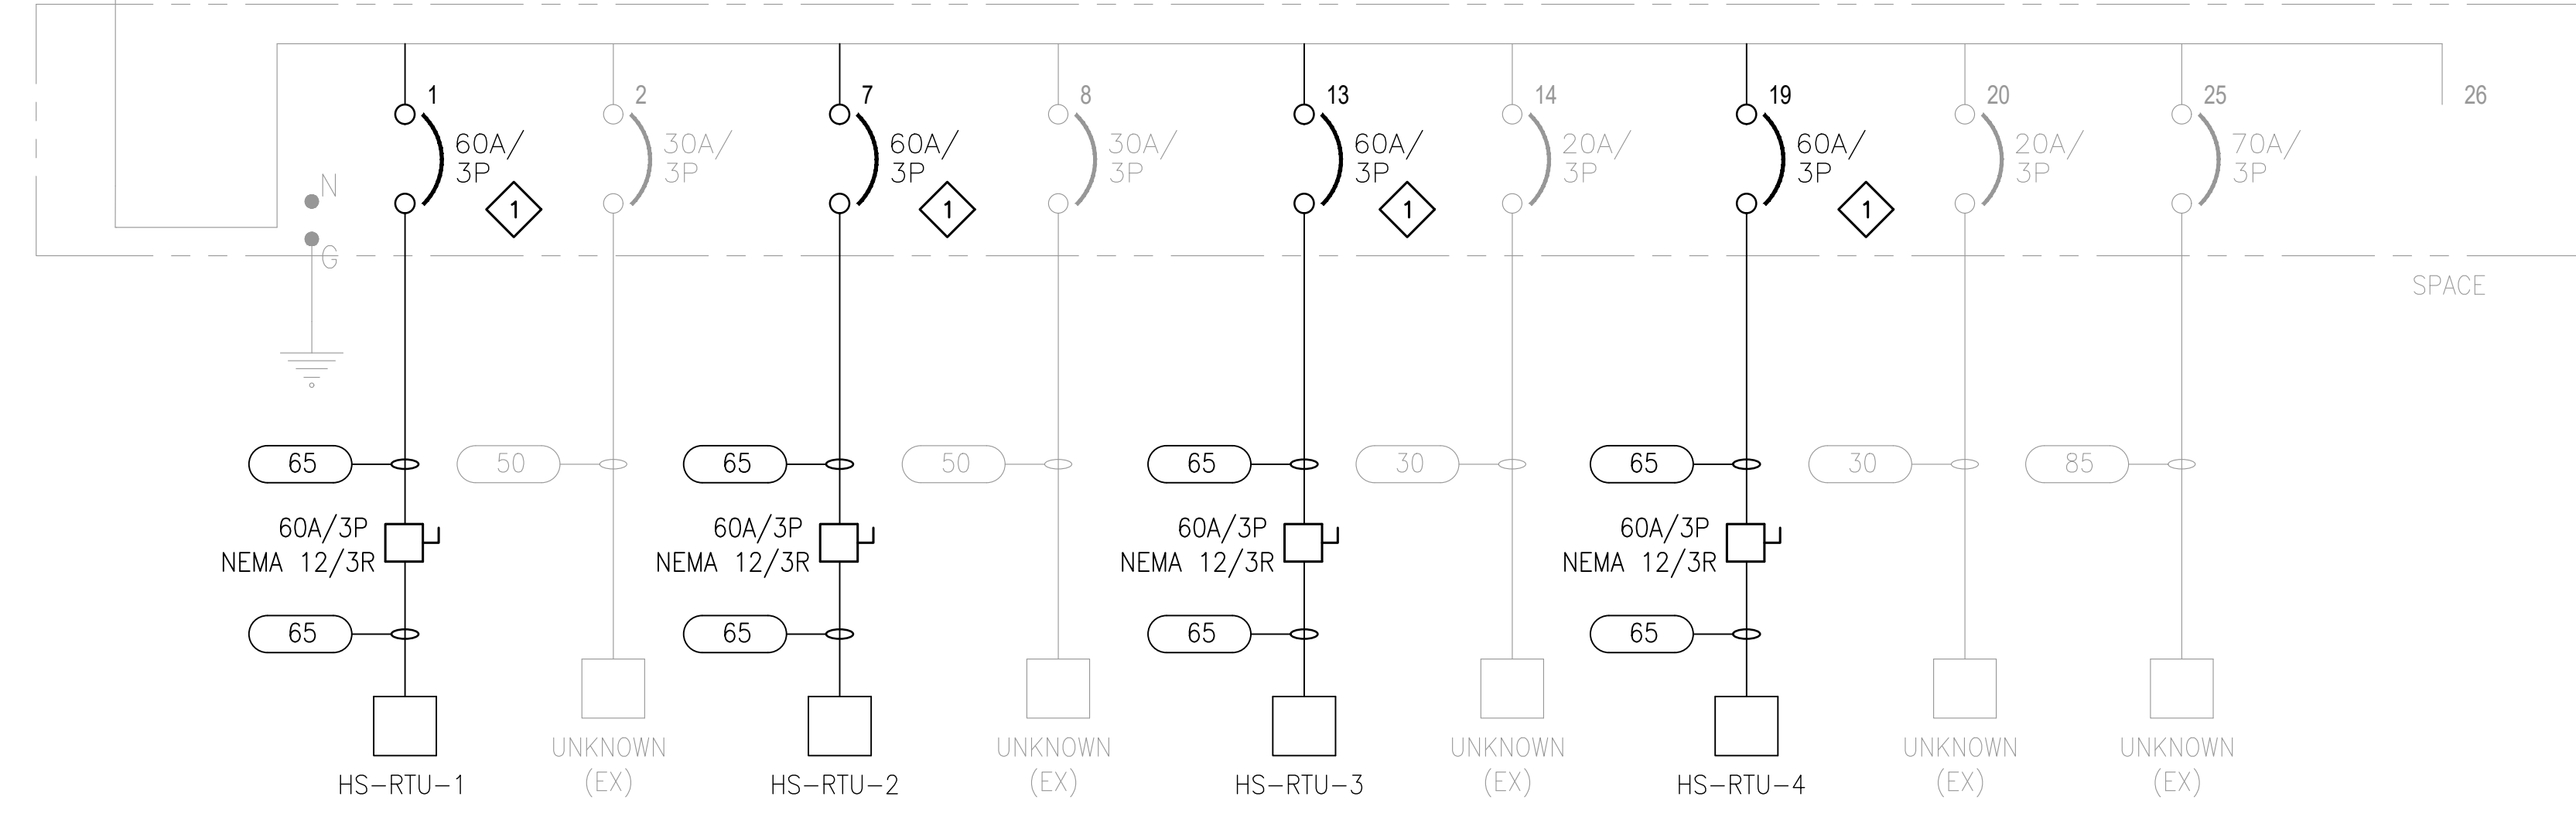 1
2
7
8
13
14
19
20
25
26
60A/
3P
30A/
3P
60A/
3P
30A/
3P
60A/
3P
20A/
3P
60A/
3P
20A/
3P
70A/
3P
N
G
1
1
1
1
SPACE
65
50
65
50
65
30
65
30
85
60A/3P
NEMA 12/3R
60A/3P
NEMA 12/3R
60A/3P
NEMA 12/3R
60A/3P
NEMA 12/3R
65
65
65
65
HS-RTU-1
UNKNOWN
(EX)
HS-RTU-2
UNKNOWN
(EX)
HS-RTU-3
UNKNOWN
(EX)
HS-RTU-4
UNKNOWN
(EX)
UNKNOWN
(EX)